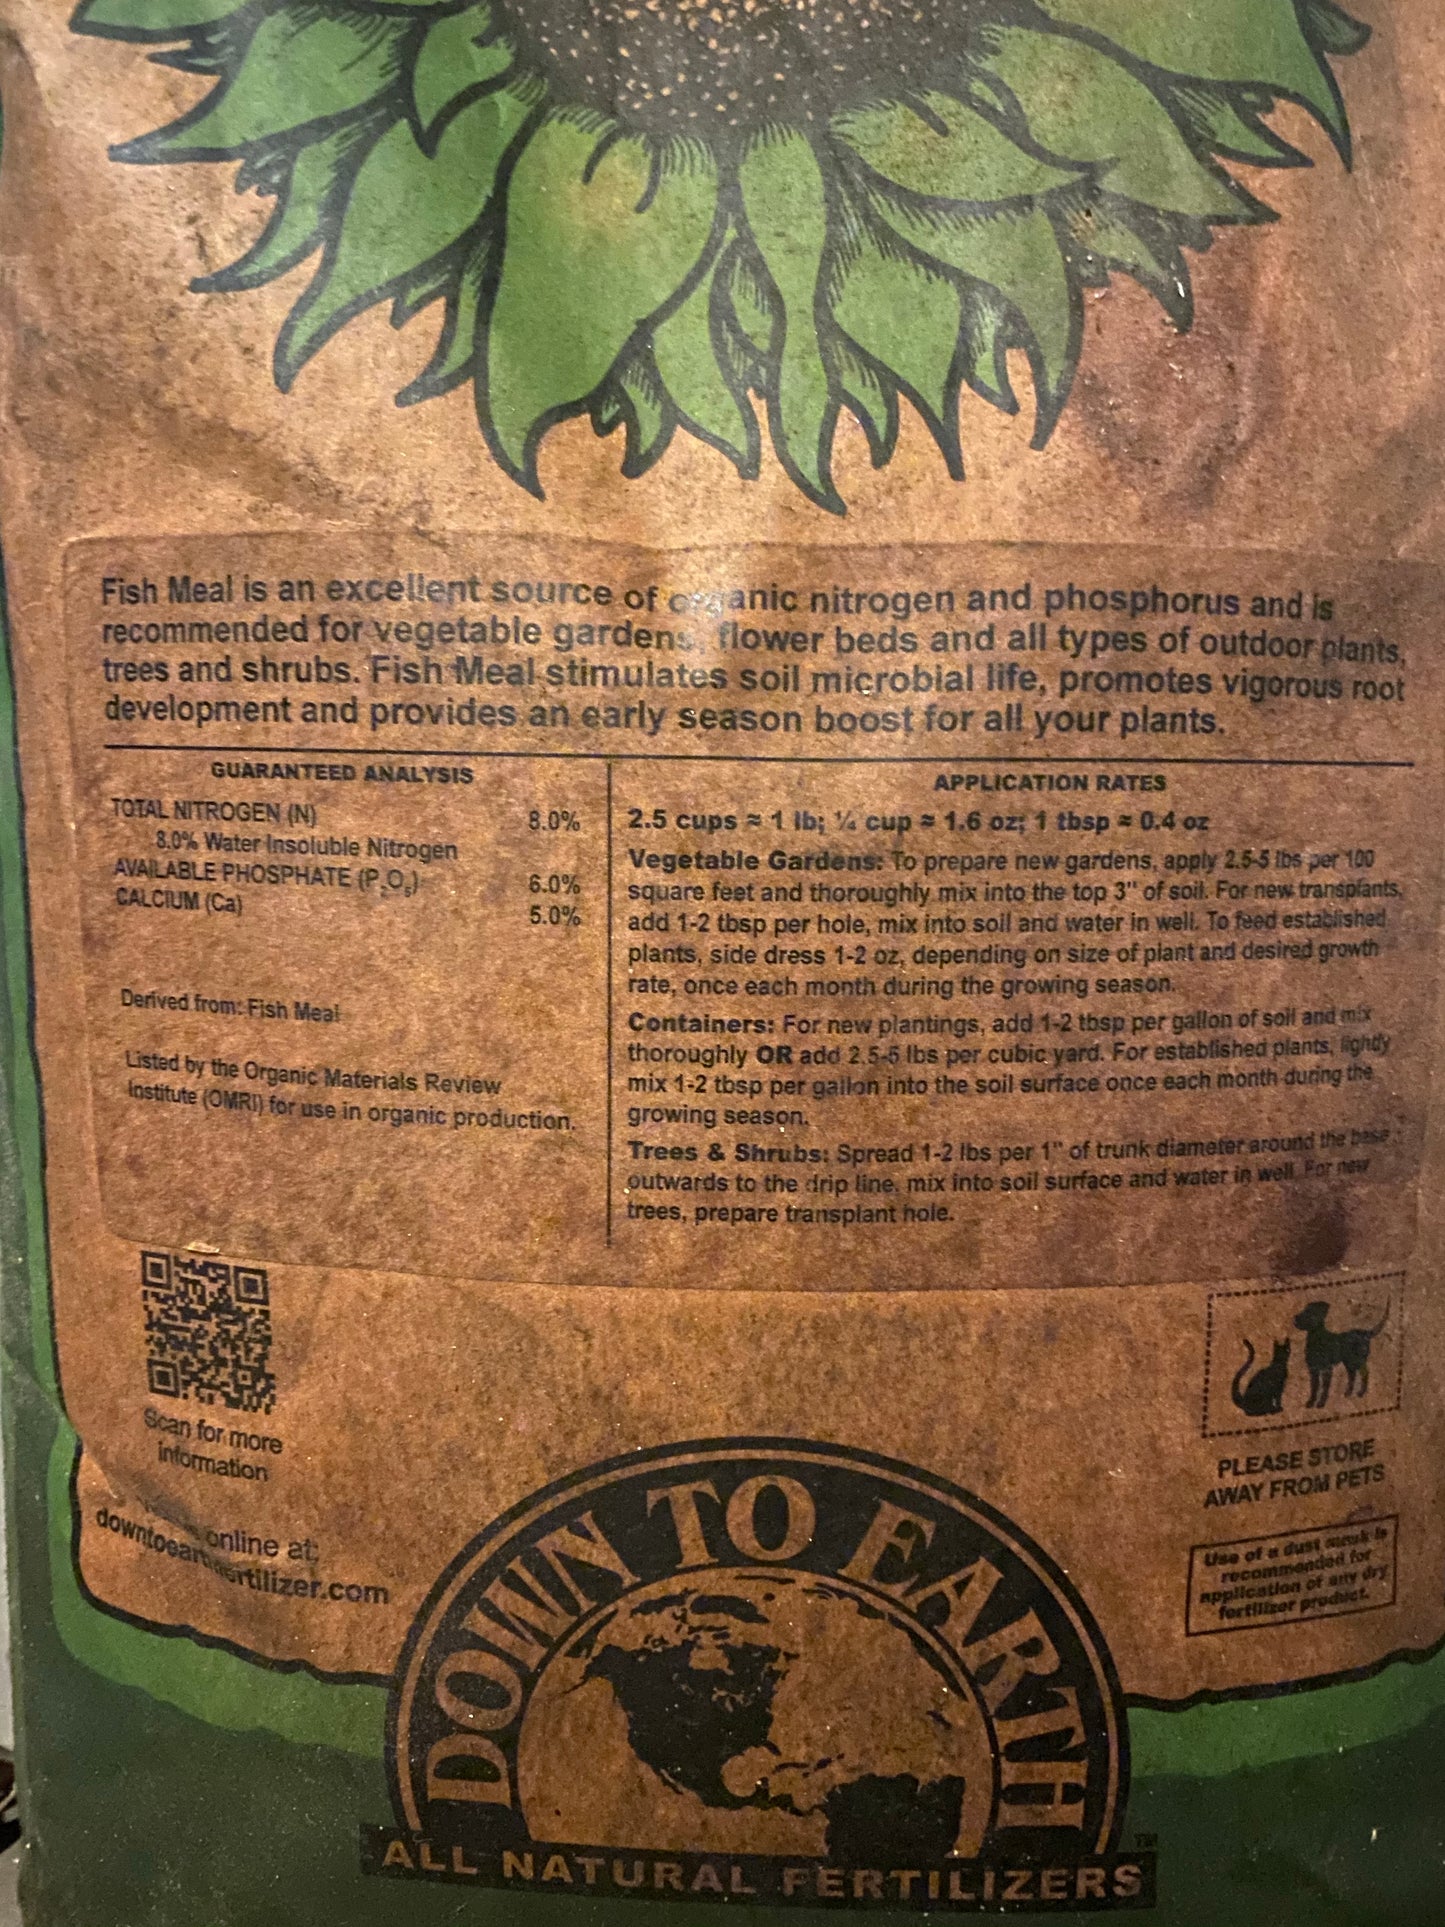 Fish Meal is an excellent source of organic nitrogen and phosphorus and is
recommended for vegetable gardens, flower beds and all types of outdoor plants,
trees and shrubs. Fish Meal stimulates soil microbial life, promotes vigorous root
development and provides an early season boost for all your plants.
GUARANTEED ANALYSIS
TOTAL NITROGEN (N) 8.0%
8.0% Water Insoluble Nitrogen
AVAILABLE PHOSPHATE (P₂O₅) 6.0%
CALCIUM (Ca) 5.0%
Derived from: Fish Meal
Listed by the Organic Materials Review
Institute (OMRI) for use in organic production.
APPLICATION RATES
2.5 cups ≈ 1 lb; ¼ cup ≈ 1.6 oz; 1 tbsp ≈ 0.4 oz
Vegetable Gardens: To prepare new gardens, apply 2.5-5 lbs per 100
square feet and thoroughly mix into the top 3" of soil. For new transplants,
add 1-2 tbsp per hole, mix into soil and water in well. To feed established
plants, side dress 1-2 oz, depending on size of plant and desired growth
rate, once each month during the growing season.
Containers: For new plantings, add 1-2 tbsp per gallon of soil and mix
thoroughly OR add 2.5-5 lbs per cubic yard. For established plants, lightly
mix 1-2 tbsp per gallon into the soil surface once each month during the
growing season.
Trees & Shrubs: Spread 1-2 lbs per 1" of trunk diameter around the base
outwards to the drip line, mix into soil surface and water in well. For new
trees, prepare transplant hole.
Scan for more
information
online at:
downtoearthfertilizer.com
PLEASE STORE
AWAY FROM PETS
Use of a dust mask is
recommended for
application of any dry
fertilizer product.
DOWN TO EARTH
TM
ALL NATURAL FERTILIZERS